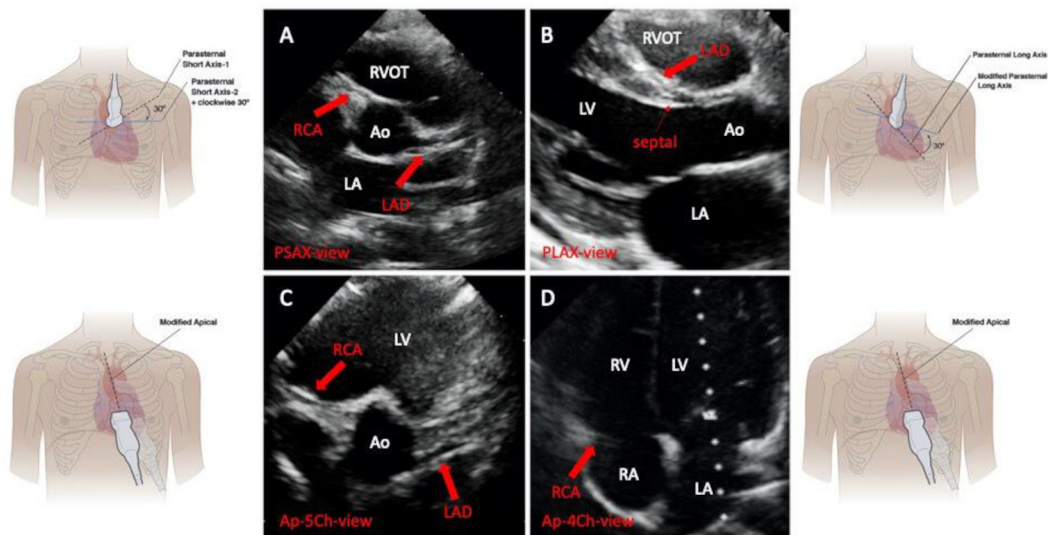 Parasternal
Short Axis-1
Parasternal
Short Axis-2
+ clockwise 30°
30°
A
RVOT
RCA
Ao
LA
LAD
PSAX-view
B
RVOT
LAD
LV
septal
Ao
LA
PLAX-view
Parasternal Long Axis
Modified Parasternal
Long Axis
30°
Modified Apical
C
LV
RCA
Ao
LAD
Ap-5Ch-view
D
RV
LV
RCA
RA
LA
Ap-4Ch-view
Modified Apical